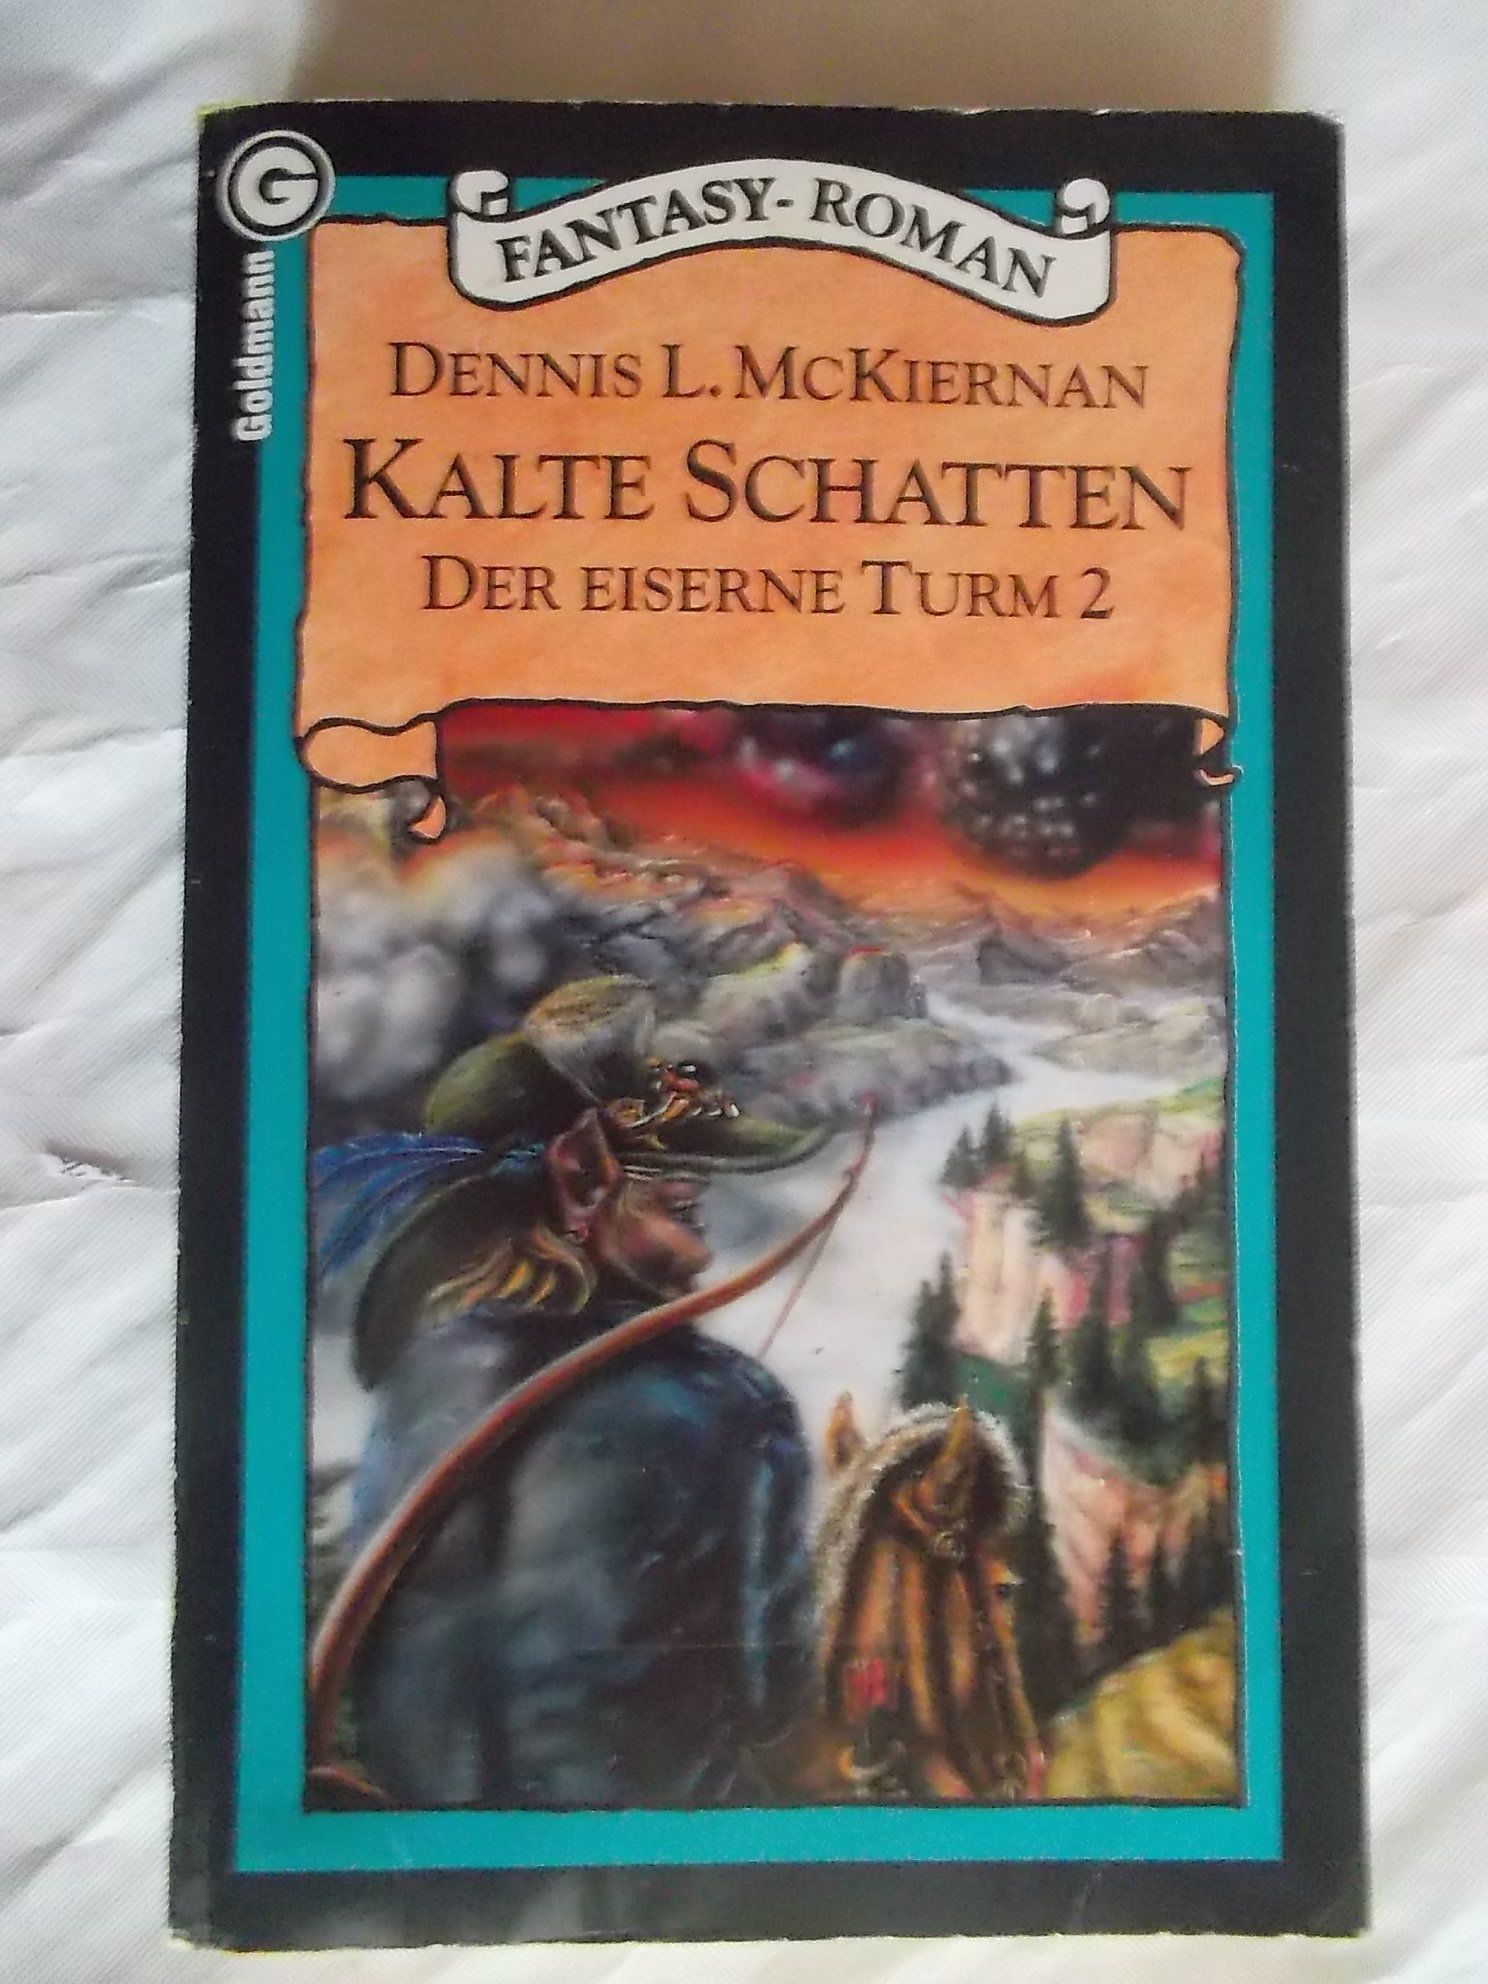 G
Goldmann
FANTASY-ROMAN
DENNIS L. MCKIERNAN
KALTE SCHATTEN
DER EISERNE TURM 2